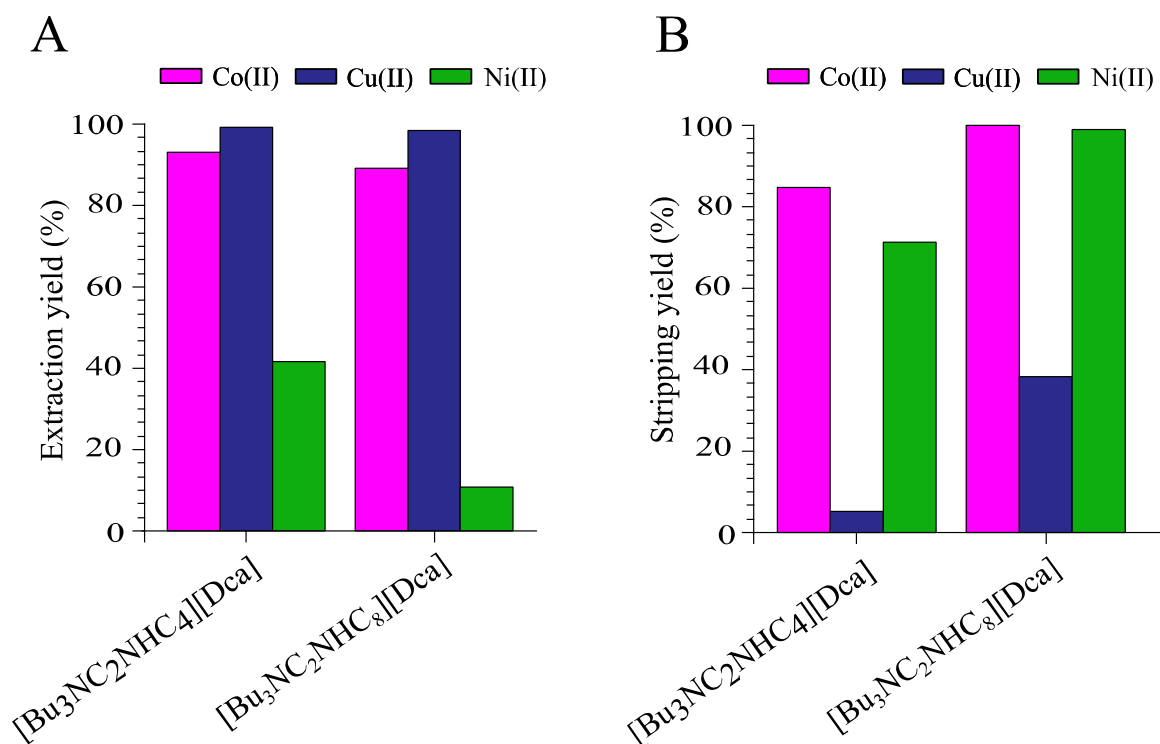 A
Co(II) Cu(II) Ni(II)
Extraction yield (%)
100
80
60
40
20
0
[Bu₃NC₂NHC₄][Dca]
[Bu₃NC₂NHC₈][Dca]
B
Co(II) Cu(II) Ni(II)
Stripping yield (%)
100
80
60
40
20
0
[Bu₃NC₂NHC₄][Dca]
[Bu₃NC₂NHC₈][Dca]